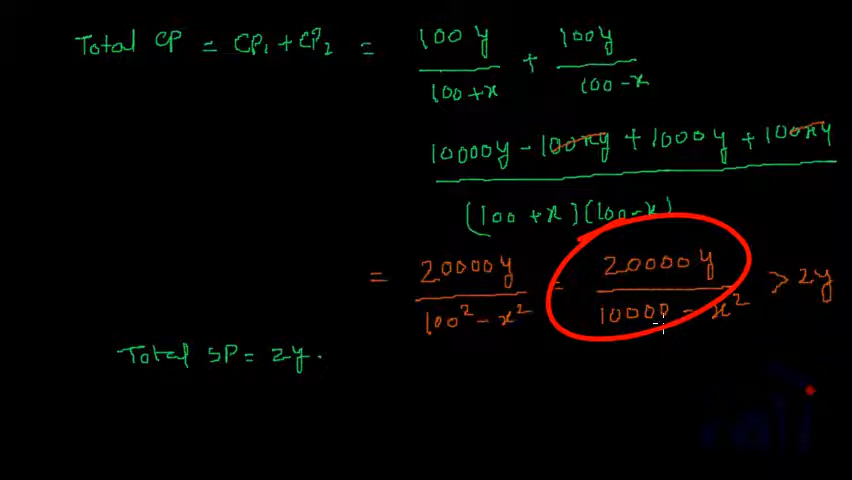 Total CP = CP₁ + CP₂ = 100y/100+x + 100y/100-x
10000y - 100xy + 1000y + 100xy
(100+x)(100-x)
= 20000y/100² - x² = 20000y/10000 - x² > 2y
Total SP = 2y.